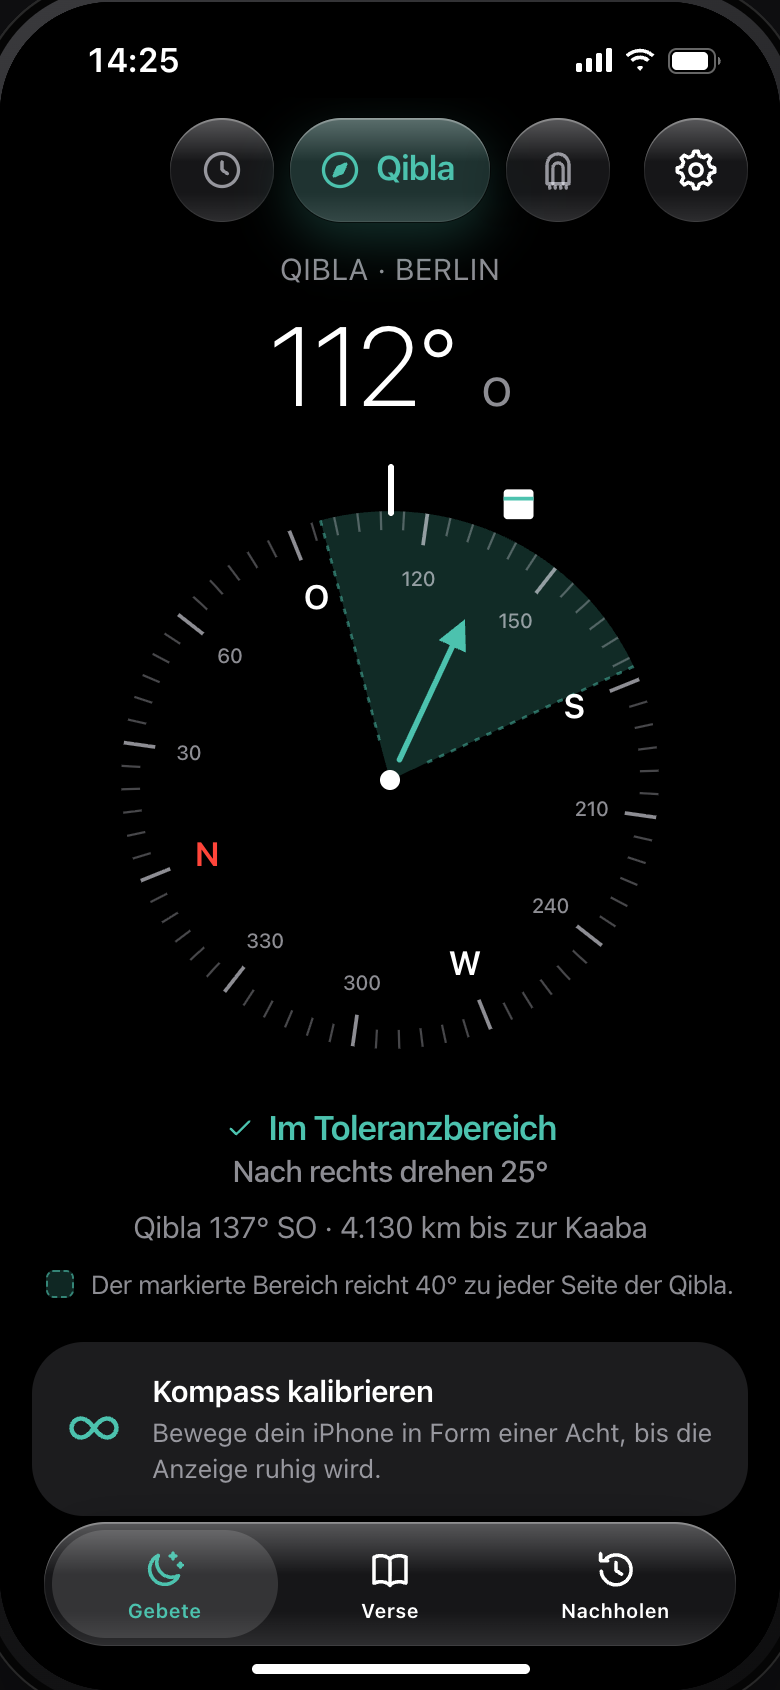 14:25
Qibla
QIBLA · BERLIN
112° O
120
O
150
60
S
30
210
N
240
330
W
300
Im Toleranzbereich
Nach rechts drehen 25°
Qibla 137° SO · 4.130 km bis zur Kaaba
Der markierte Bereich reicht 40° zu jeder Seite der Qibla.
Kompass kalibrieren
Bewege dein iPhone in Form einer Acht, bis die
Anzeige ruhig wird.
Gebete
Verse
Nachholen